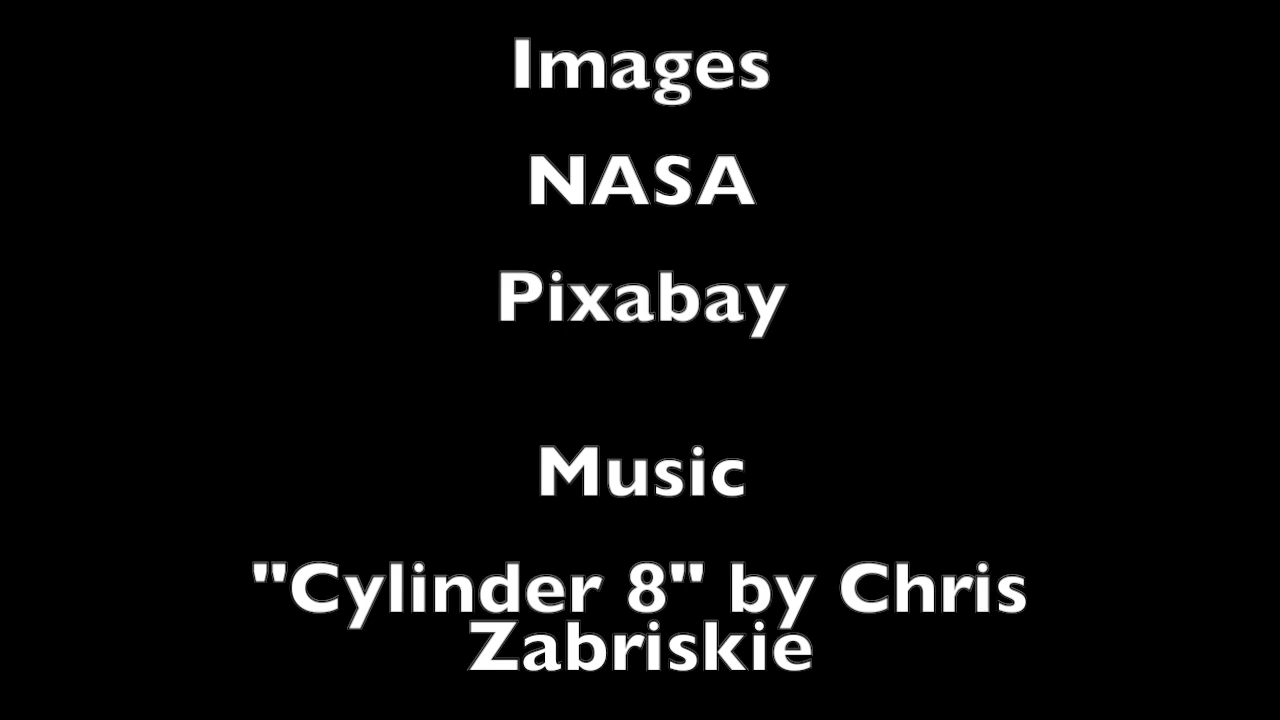 Images
NASA
Pixabay
Music
"Cylinder 8" by Chris
Zabriskie